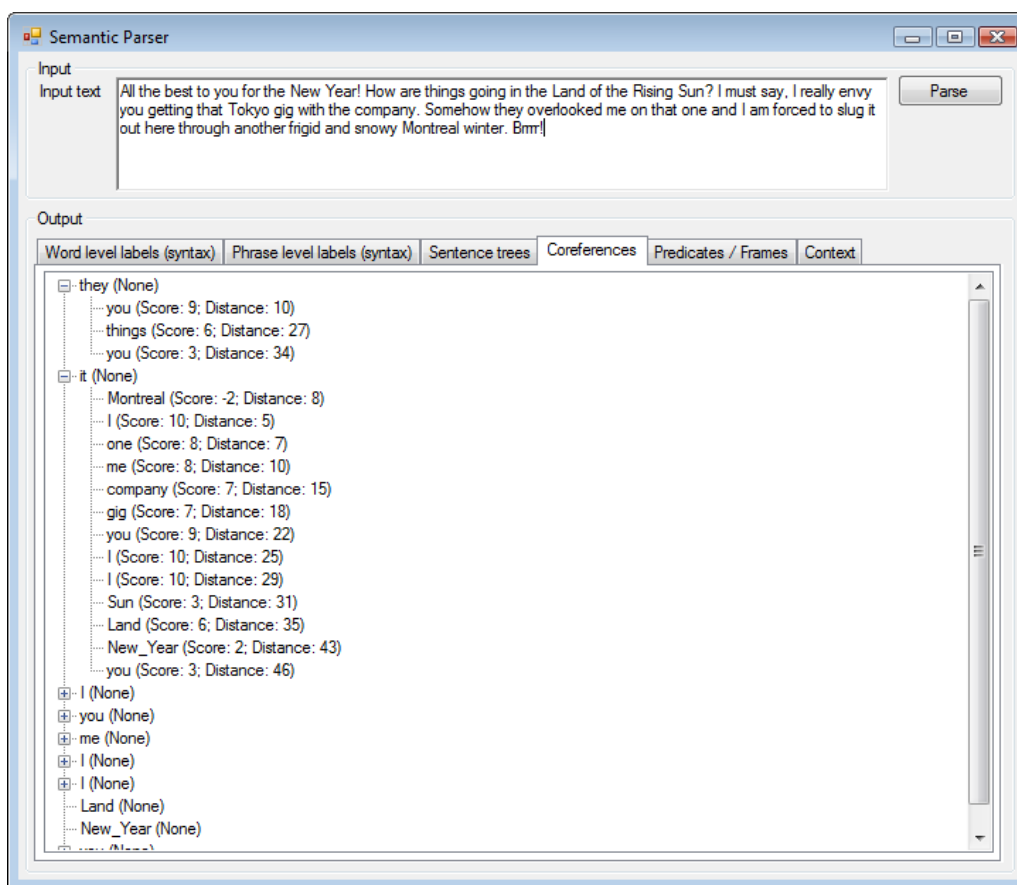 Semantic Parser
Input
Input text
All the best to you for the New Year! How are things going in the Land of the Rising Sun? I must say, I really envy
you getting that Tokyo gig with the company. Somehow they overlooked me on that one and I am forced to slug it
out here through another frigid and snowy Montreal winter. Brrr!
Parse
Output
Word level labels (syntax) Phrase level labels (syntax) Sentence trees Coreferences Predicates / Frames Context
they (None)
you (Score: 9; Distance: 10)
things (Score: 6; Distance: 27)
you (Score: 3; Distance: 34)
it (None)
Montreal (Score: -2; Distance: 8)
I (Score: 10; Distance: 5)
one (Score: 8; Distance: 7)
me (Score: 8; Distance: 10)
company (Score: 7; Distance: 15)
gig (Score: 7; Distance: 18)
you (Score: 9; Distance: 22)
I (Score: 10; Distance: 25)
I (Score: 10; Distance: 29)
Sun (Score: 3; Distance: 31)
Land (Score: 6; Distance: 35)
New_Year (Score: 2; Distance: 43)
you (Score: 3; Distance: 46)
I (None)
you (None)
me (None)
I (None)
I (None)
Land (None)
New_Year (None)